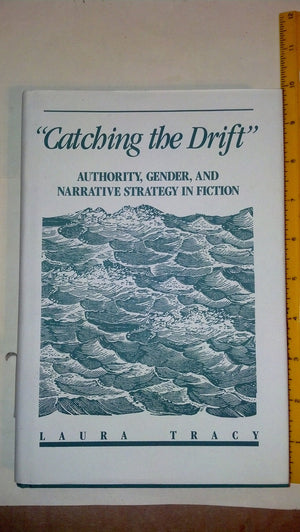 "Catching the Drift"
AUTHORITY, GENDER, AND
NARRATIVE STRATEGY IN FICTION
LAURA TRACY